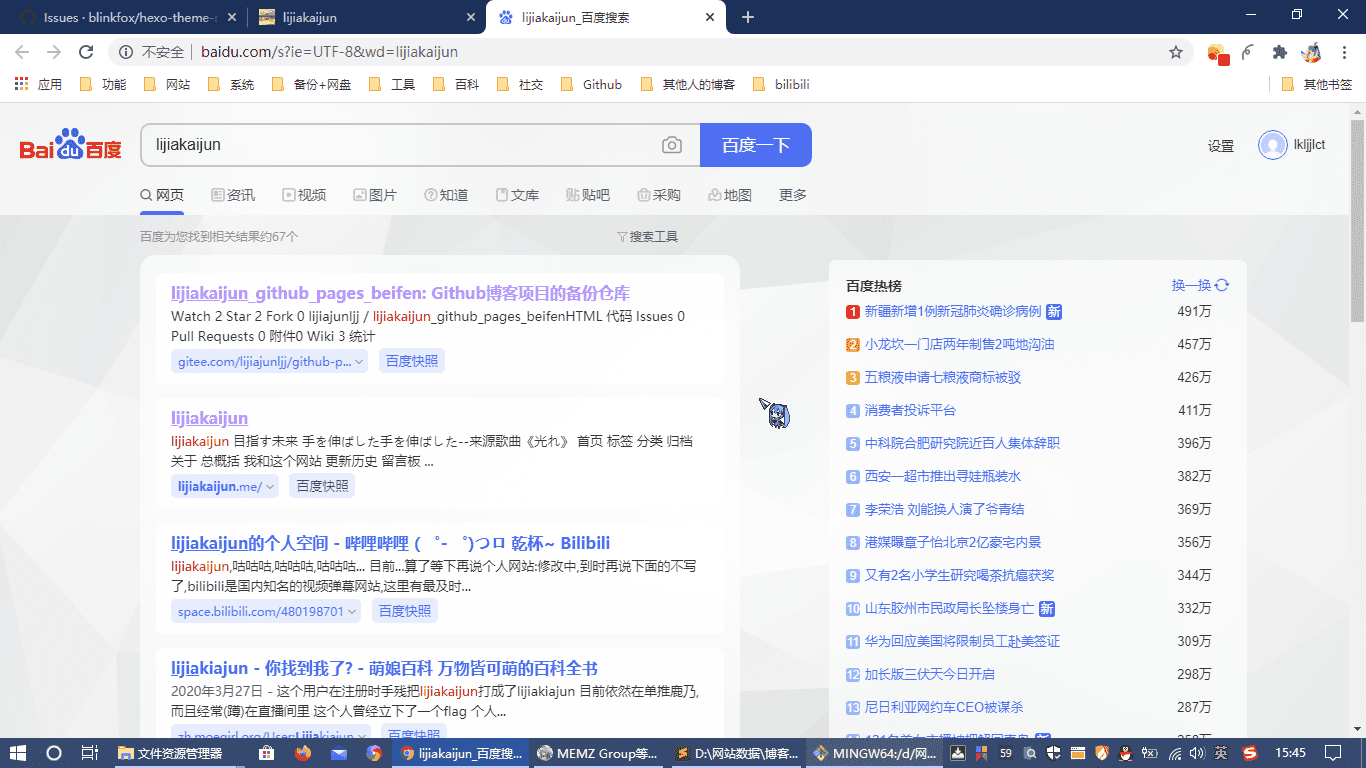 Issues · blinkfox/hexo-theme-
lijiakaijun
lijiakaijun_百度搜索
不安全 baidu.com/s?ie=UTF-8&wd=lijiakaijun
应用 功能 网站 系统 备份+网盘 工具 百科 社交 Github 其他人的博客 bilibili 其他书签
Bai du 百度
lijiakaijun
百度一下
设置 lkljjlct
网页 资讯 视频 图片 知道 文库 贴吧 采购 地图 更多
百度为您找到相关结果约67个
搜索工具
lijiakaijun_github_pages_beifen: Github博客项目的备份仓库
Watch 2 Star 2 Fork 0 lijiajunljj / lijiakaijun_github_pages_beifenHTML 代码 Issues 0
Pull Requests 0 附件0 Wiki 3 统计
gitee.com/lijiajunljj/github-p... 百度快照
lijiakaijun
lijiakaijun 目指す未来 手を伸ばした手を伸ばした--来源歌曲《光れ》 首页 标签 分类 归档
关于 总概括 我和这个网站 更新历史 留言板 ...
lijiakaijun.me/ 百度快照
lijiakaijun的个人空间 - 哔哩哔哩 ( ゜- ゜)つロ 乾杯~ Bilibili
lijiakaijun,咕咕咕,咕咕咕,咕咕咕... 目前...算了等下再说个人网站:修改中,到时再说下面的不写
了,bilibili是国内知名的视频弹幕网站,这里有最及时...
space.bilibili.com/480198701 百度快照
lijiakiajun - 你找到我了? - 萌娘百科 万物皆可萌的百科全书
2020年3月27日 - 这个用户在注册时手残把lijiakaijun打成了lijiakiajun 目前依然在单推鹿乃,
而且经常(蹲)在直播间里 这个人曾经立下了一个flag 个人...
zh.moegirl.org/User:Lijiakiajun 百度快照
百度热榜 换一换
1 新疆新增1例新冠肺炎确诊病例 新 491万
2 小龙坎一门店两年制售2吨地沟油 457万
3 五粮液申请七粮液商标被驳 426万
4 消费者投诉平台 411万
5 中科院合肥研究院近百人集体辞职 396万
6 西安一超市推出寻娃瓶装水 382万
7 李荣浩 刘能换人演了爷青结 369万
8 港媒曝章子怡北京2亿豪宅内景 356万
9 又有2名小学生研究喝茶抗癌获奖 344万
10 山东胶州市民政局长坠楼身亡 新 332万
11 华为回应美国将限制员工赴美签证 309万
12 加长版三伏天今日开启 298万
13 尼日利亚网约车CEO被谋杀 287万
文件资源管理器 lijiakaijun_百度搜... MEMZ Group等... D:\网站数据\博客... MINGW64:/d/网... 59 英 15:45